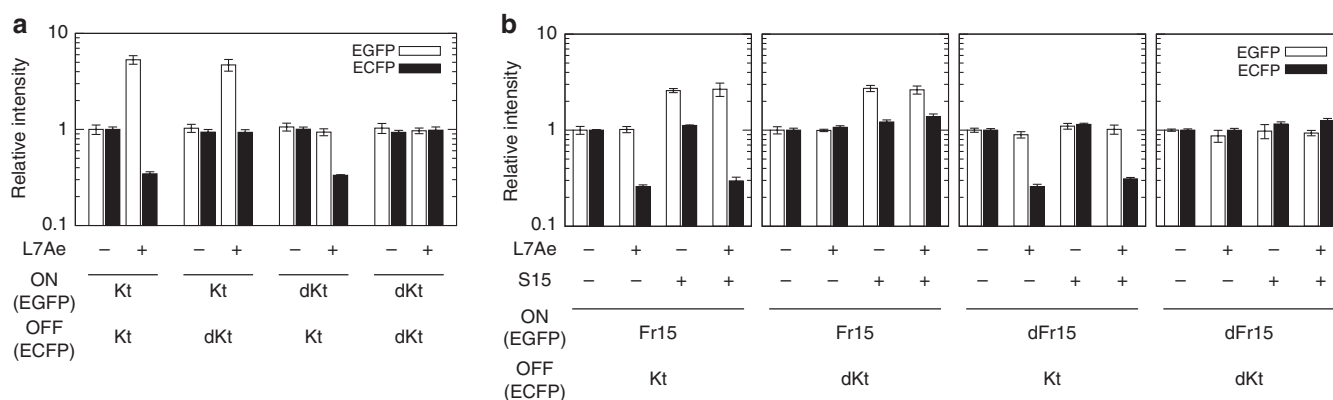 a
10
EGFP
ECFP
Relative intensity
1
0.1
L7Ae − + − + − + − +
ON
(EGFP) Kt Kt dKt dKt
OFF
(ECFP) Kt dKt Kt dKt
b
10
EGFP
ECFP
Relative intensity
1
0.1
L7Ae − + − + − + − + − + − + − + − +
S15 − − + + − − + + − − + + − − + +
ON
(EGFP) Fr15 Fr15 dFr15 dFr15
OFF
(ECFP) Kt dKt Kt dKt